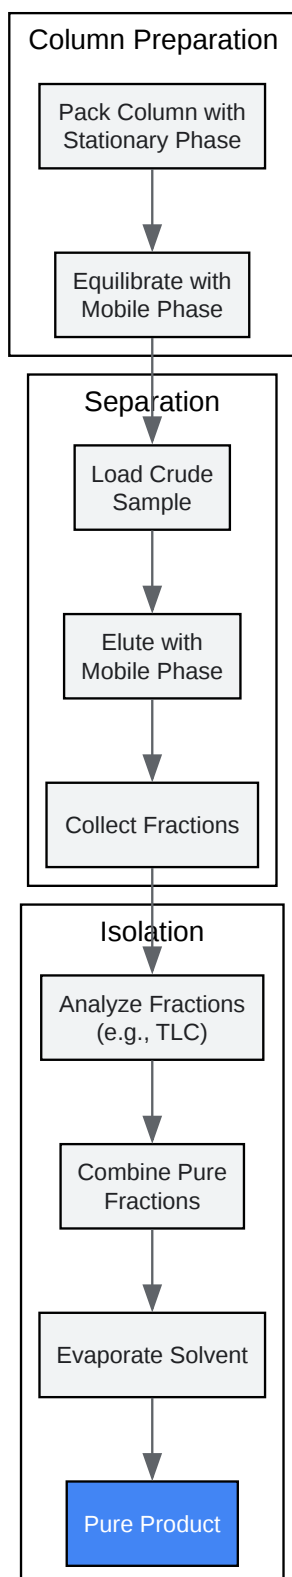 Column Preparation
Pack Column with
Stationary Phase
Equilibrate with
Mobile Phase
Separation
Load Crude
Sample
Elute with
Mobile Phase
Collect Fractions
Isolation
Analyze Fractions
(e.g., TLC)
Combine Pure
Fractions
Evaporate Solvent
Pure Product